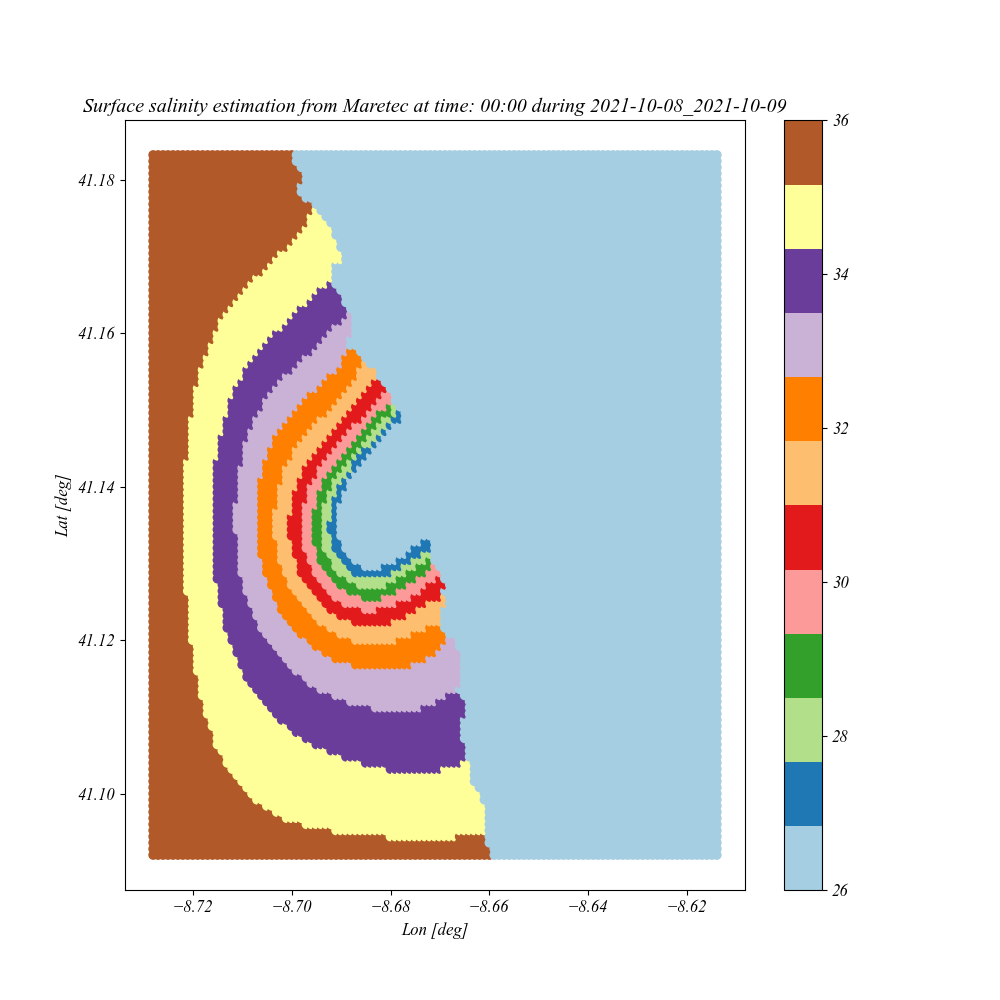 Surface salinity estimation from Maretec at time: 00:00 during 2021-10-08_2021-10-09
36
41.18
34
41.16
32
41.14
Lat [deg]
30
41.12
28
41.10
26
−8.72 −8.70 −8.68 −8.66 −8.64 −8.62
Lon [deg]